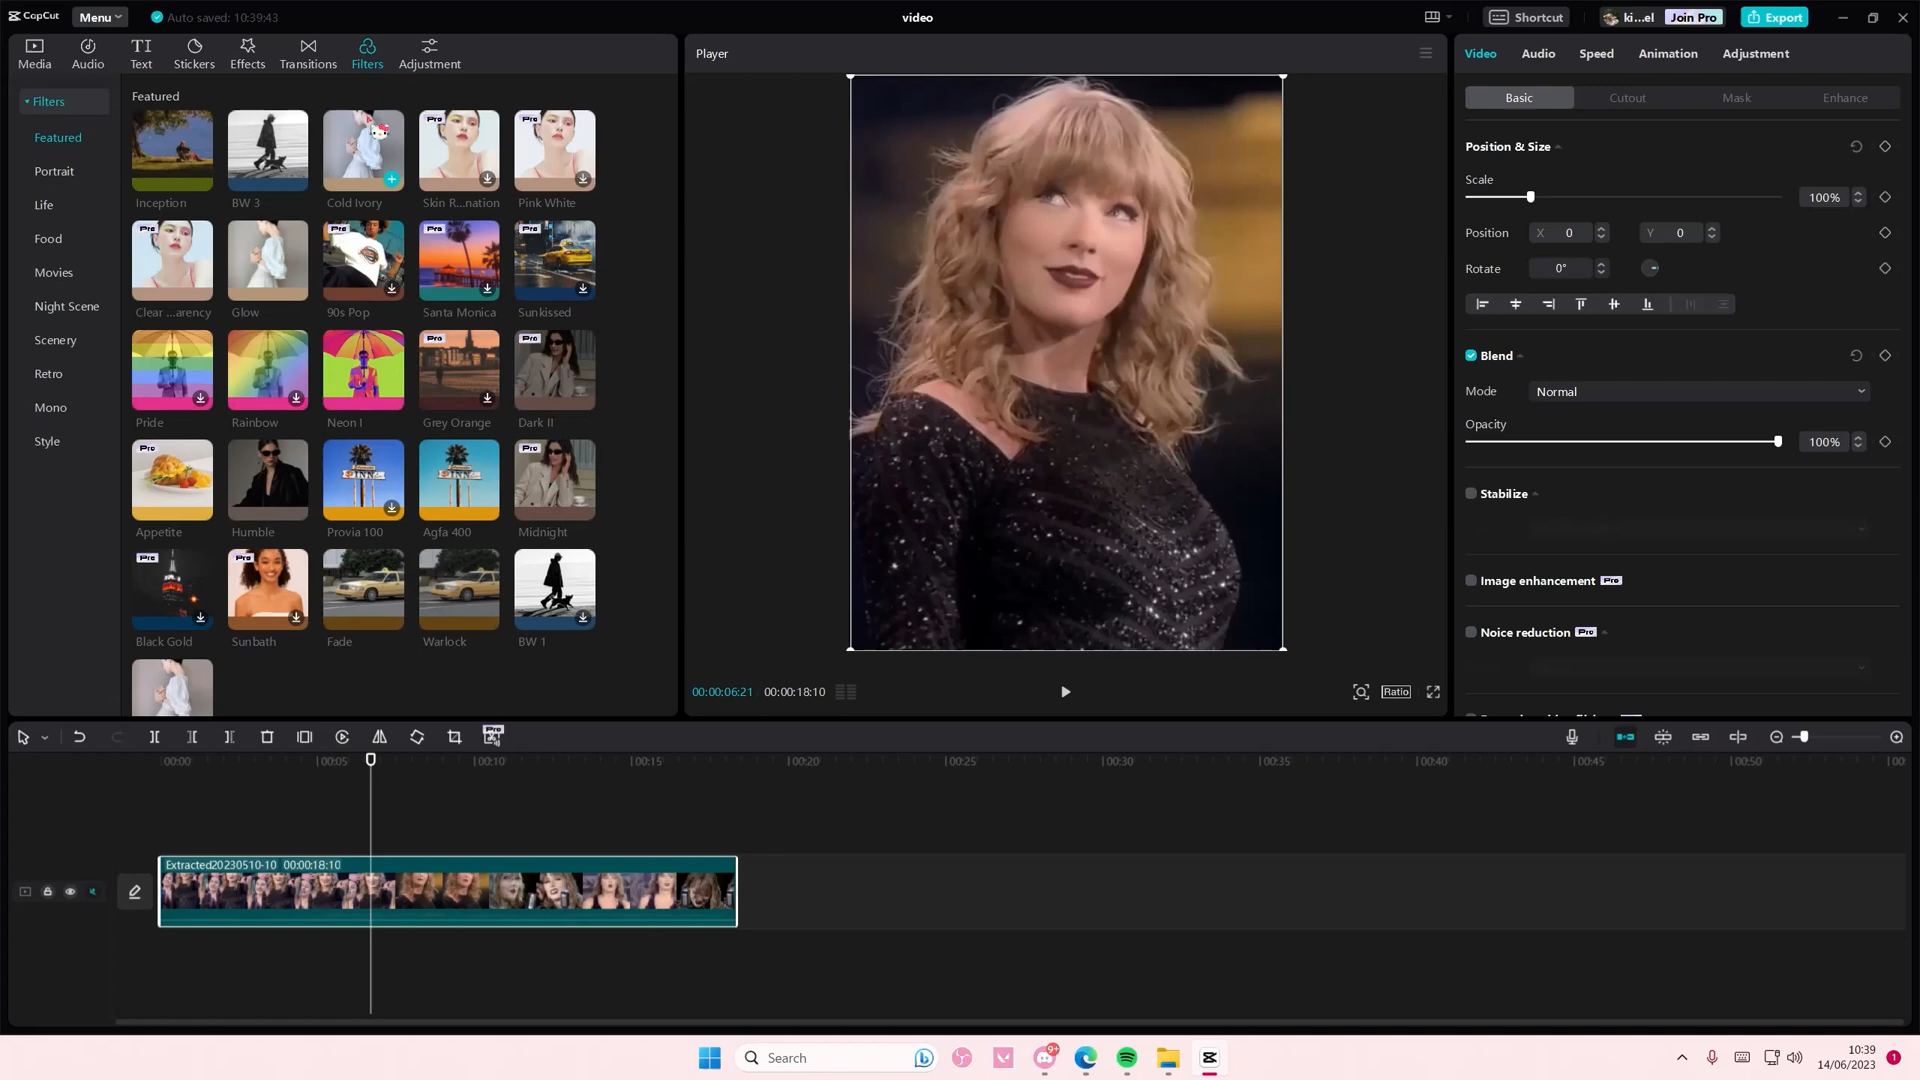 CapCut Menu Auto saved: 10:39:43 video Shortcut ki...el Join Pro Export
Media Audio Text Stickers Effects Transitions Filters Adjustment
Filters
Featured
Portrait
Life
Food
Movies
Night Scene
Scenery
Retro
Mono
Style
Featured
Pro Pro
Inception BW 3 Cold Ivory Skin R...nation Pink White
Pro Pro Pro Pro
Clear ...arency Glow 90s Pop Santa Monica Sunkissed
Pro Pro
Pride Rainbow Neon I Grey Orange Dark II
Pro Pro
Appetite Humble Provia 100 Agfa 400 Midnight
Pro Pro
Black Gold Sunbath Fade Warlock BW 1
Player
00:00:06:21 00:00:18:10 Ratio
Video Audio Speed Animation Adjustment
Basic Cutout Mask Enhance
Position & Size
Scale
100%
Position X 0 Y 0
Rotate 0°
Blend
Mode Normal
Opacity
100%
Stabilize
Image enhancement Pro
Noice reduction Pro
Pro
00:00 00:05 00:10 00:15 00:20 00:25 00:30 00:35 00:40 00:45 00:50 00:
Extracted20230510-10 00:00:18:10
Search 9+ 10:39
14/06/2023 1